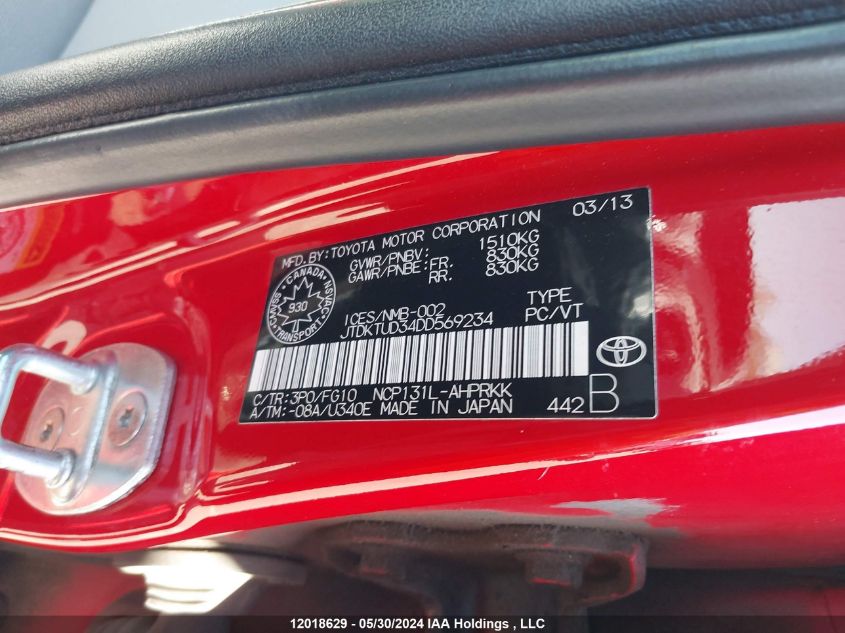 MFD.BY:TOYOTA MOTOR CORPORATION 03/13
GVWR/PNBV: 1510KG
GAWR/PNBE:FR. 830KG
RR. 830KG
CANADA
930
TRANSPORT
NSVAC
ICES/NMB-002
TYPE
JTDKTUD34DD569234
PC/VT
C/TR:3P0/FG10 NCP131L-AHPRKK
A/TM:-08A/U340E MADE IN JAPAN
442 B
12018629 - 05/30/2024 IAA Holdings , LLC